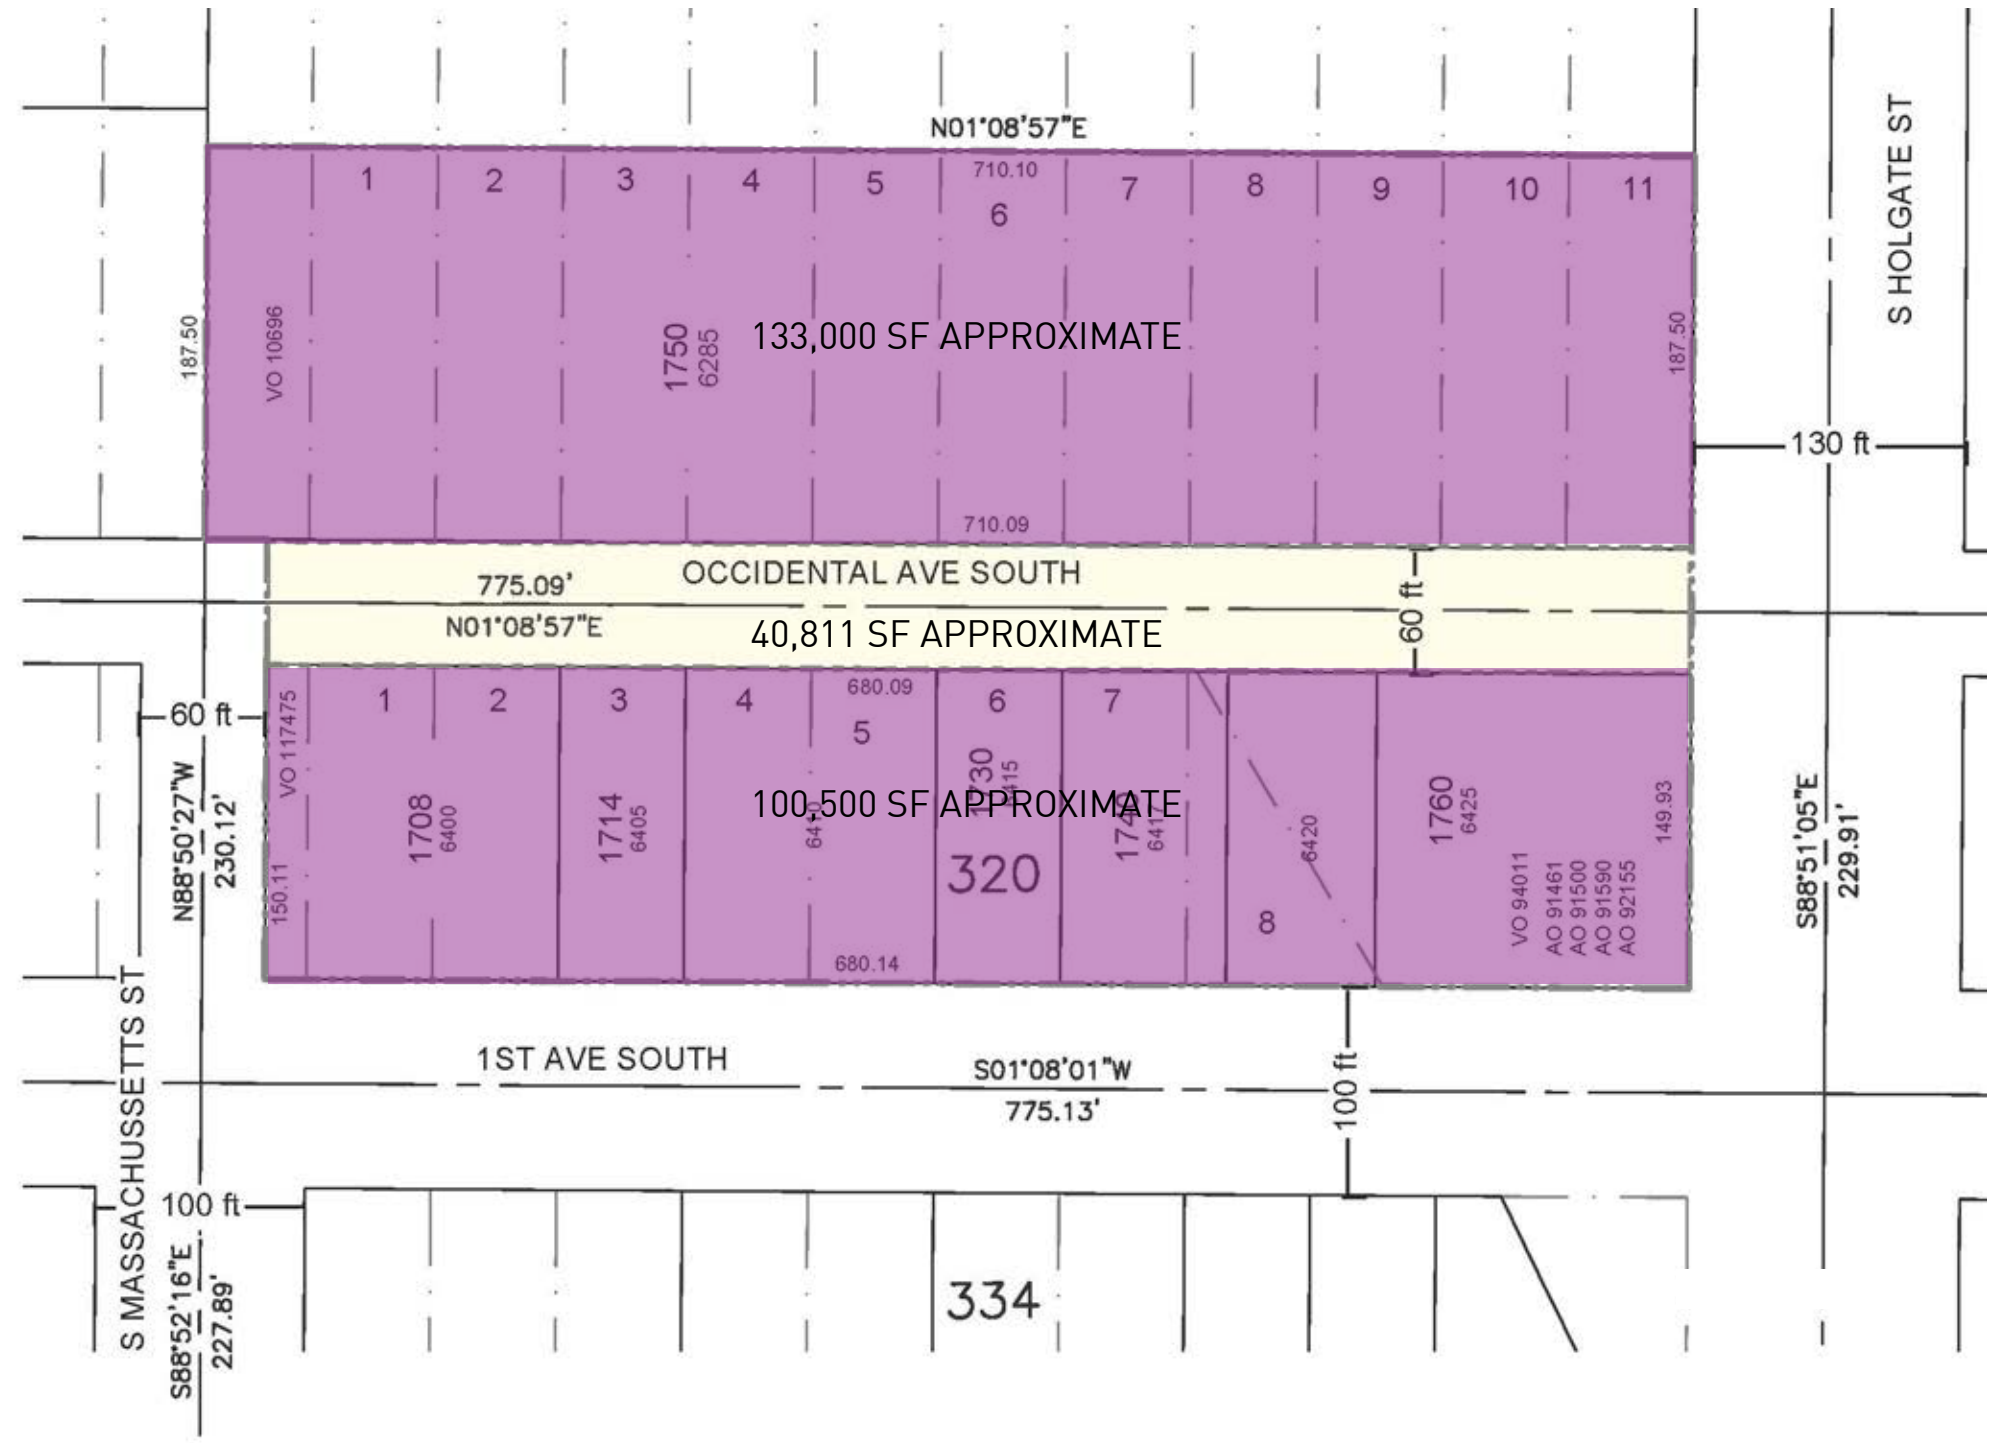 N01°08'57"E
1 2 3 4 5 710.10 7 8 9 10 11
6
187.50
VO 10696
1750
6285
133,000 SF APPROXIMATE
187.50
S HOLGATE ST
130 ft
710.09
OCCIDENTAL AVE SOUTH
775.09'
N01°08'57"E
40,811 SF APPROXIMATE
60 ft
1 2 3 4 680.09 6 7
5
60 ft
VO 117475
150.11
N88°50'27"W
230.12'
1708
6400
1714
6405
6410
1730
6415
100,500 SF APPROXIMATE
320
1740
6417
6420
8
1760
6425
VO 94011
AO 91461
AO 91500
AO 91590
AO 92155
149.93
S88°51'05"E
229.91'
680.14
S MASSACHUSSETTS ST
1ST AVE SOUTH
S01°08'01"W
775.13'
100 ft
100 ft
S88°52'16"E
227.89'
334